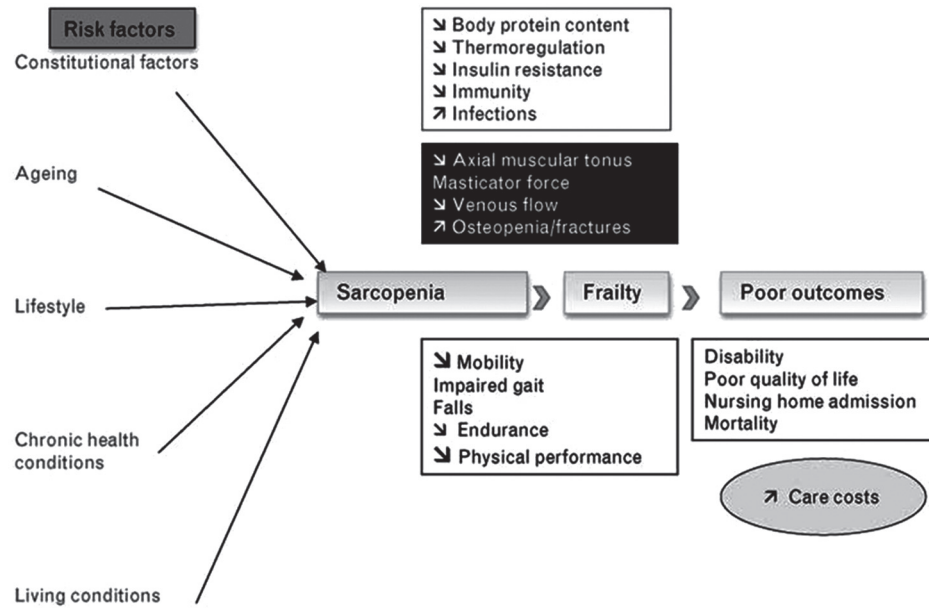 Risk factors
Constitutional factors
Ageing
Lifestyle
Chronic health
conditions
Living conditions
↘ Body protein content
↘ Thermoregulation
↘ Insulin resistance
↘ Immunity
↗ Infections
↘ Axial muscular tonus
Masticator force
↘ Venous flow
↗ Osteopenia/fractures
Sarcopenia
Frailty
Poor outcomes
↘ Mobility
Impaired gait
Falls
↘ Endurance
↘ Physical performance
Disability
Poor quality of life
Nursing home admission
Mortality
↗ Care costs